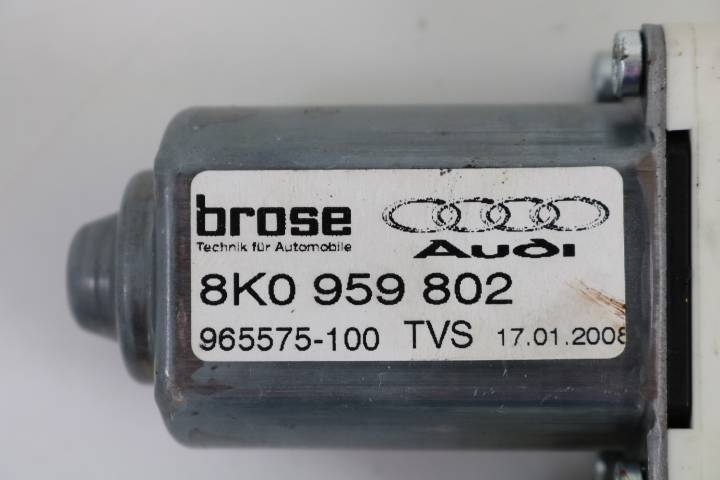 brose
Technik für Automobile
Audi
8K0 959 802
965575-100 TVS 17.01.2008